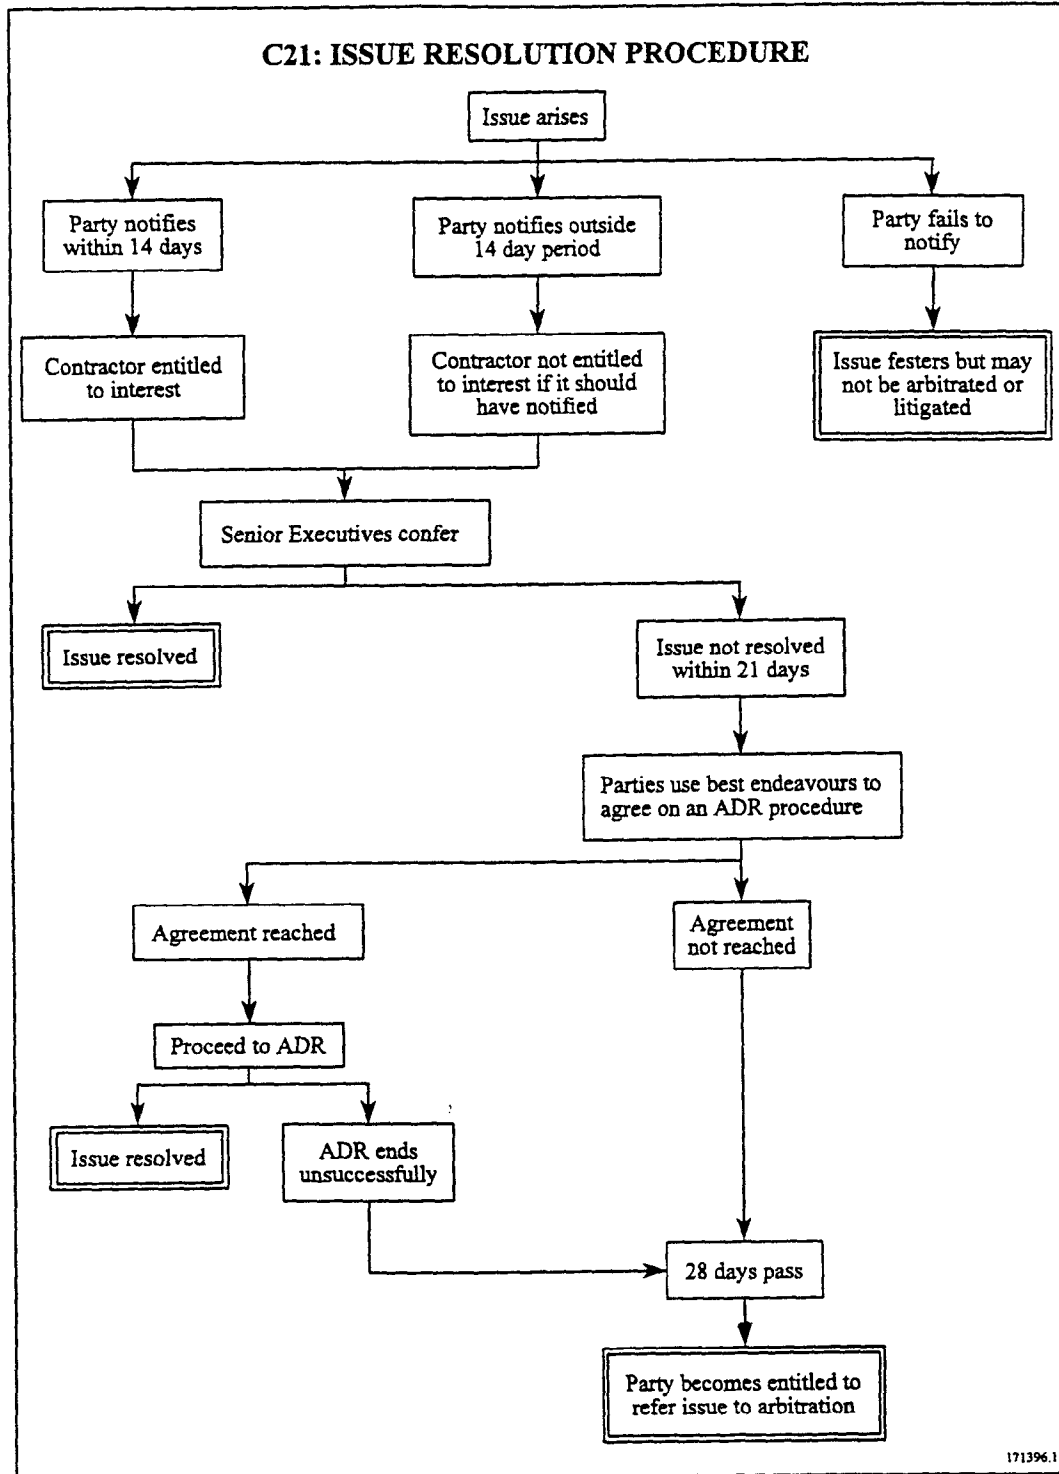 C21: ISSUE RESOLUTION PROCEDURE
Issue arises
Party notifies
within 14 days
Party notifies outside
14 day period
Party fails to
notify
Contractor entitled
to interest
Contractor not entitled
to interest if it should
have notified
Issue festers but may
not be arbitrated or
litigated
Senior Executives confer
Issue resolved
Issue not resolved
within 21 days
Parties use best endeavours to
agree on an ADR procedure
Agreement reached
Agreement
not reached
Proceed to ADR
Issue resolved
ADR ends
unsuccessfully
28 days pass
Party becomes entitled to
refer issue to arbitration
171396.1